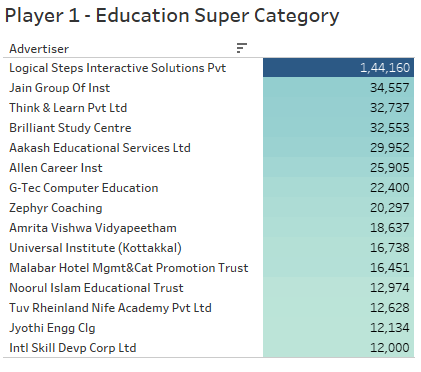 Player 1 - Education Super Category
Advertiser
Logical Steps Interactive Solutions Pvt 1,44,160
Jain Group Of Inst 34,557
Think & Learn Pvt Ltd 32,737
Brilliant Study Centre 32,553
Aakash Educational Services Ltd 29,952
Allen Career Inst 25,905
G-Tec Computer Education 22,400
Zephyr Coaching 20,297
Amrita Vishwa Vidyapeetham 18,637
Universal Institute (Kottakkal) 16,738
Malabar Hotel Mgmt&Cat Promotion Trust 16,451
Noorul Islam Educational Trust 12,974
Tuv Rheinland Nife Academy Pvt Ltd 12,628
Jyothi Engg Clg 12,134
Intl Skill Devp Corp Ltd 12,000